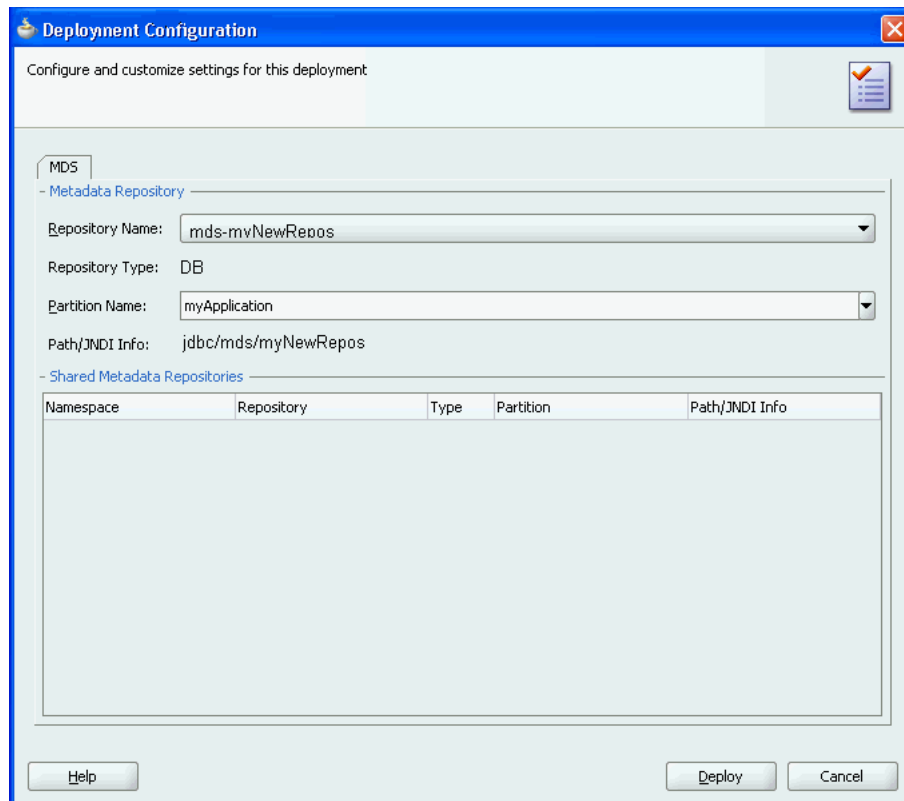 Deployment Configuration
Configure and customize settings for this deployment
MDS
Metadata Repository
Repository Name: mds-myNewRepos
Repository Type: DB
Partition Name: myApplication
Path/JNDI Info: jdbc/mds/myNewRepos
Shared Metadata Repositories
Namespace Repository Type Partition Path/JNDI Info
Help Deploy Cancel